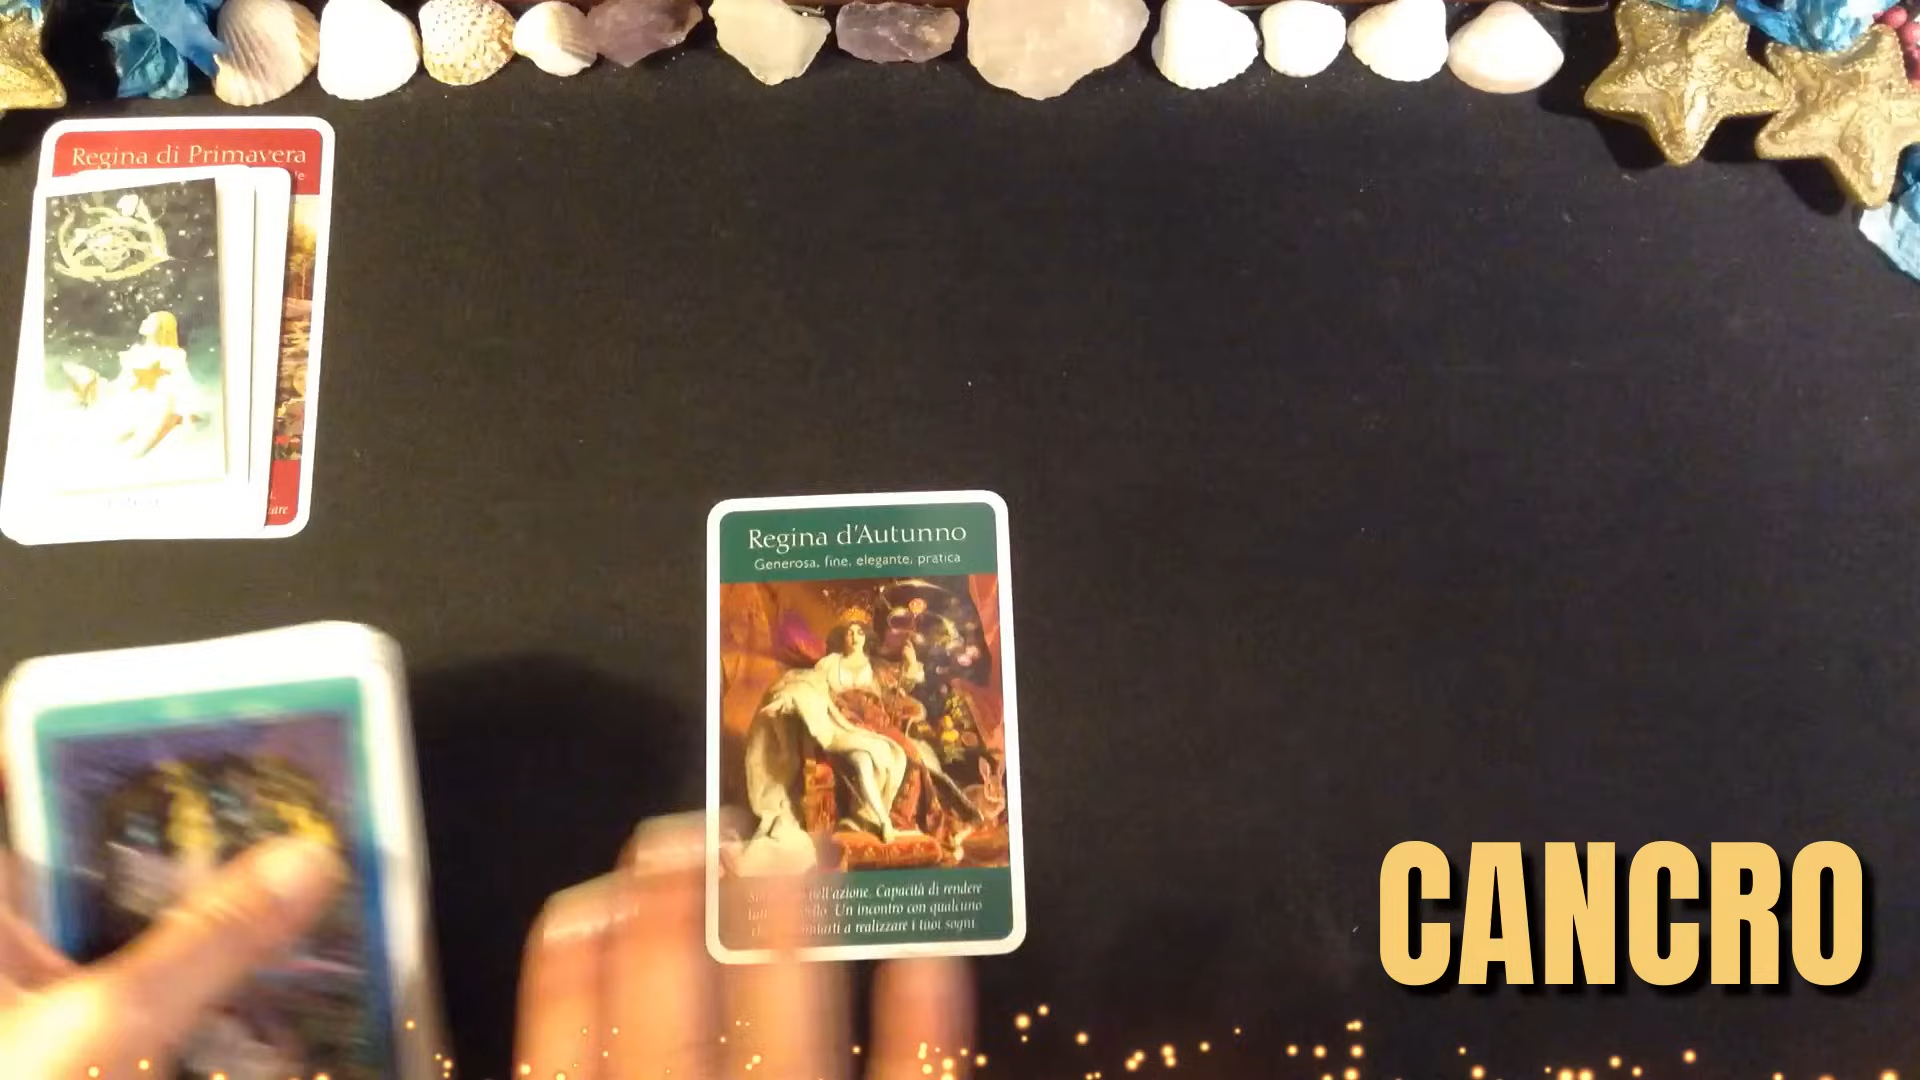 Regina di Primavera
Regina d'Autunno
Generosa, fine, elegante, pratica
nell'azione. Capacità di rendere
Un incontro con qualcuno
a realizzare i tuoi sogni.
CANCRO